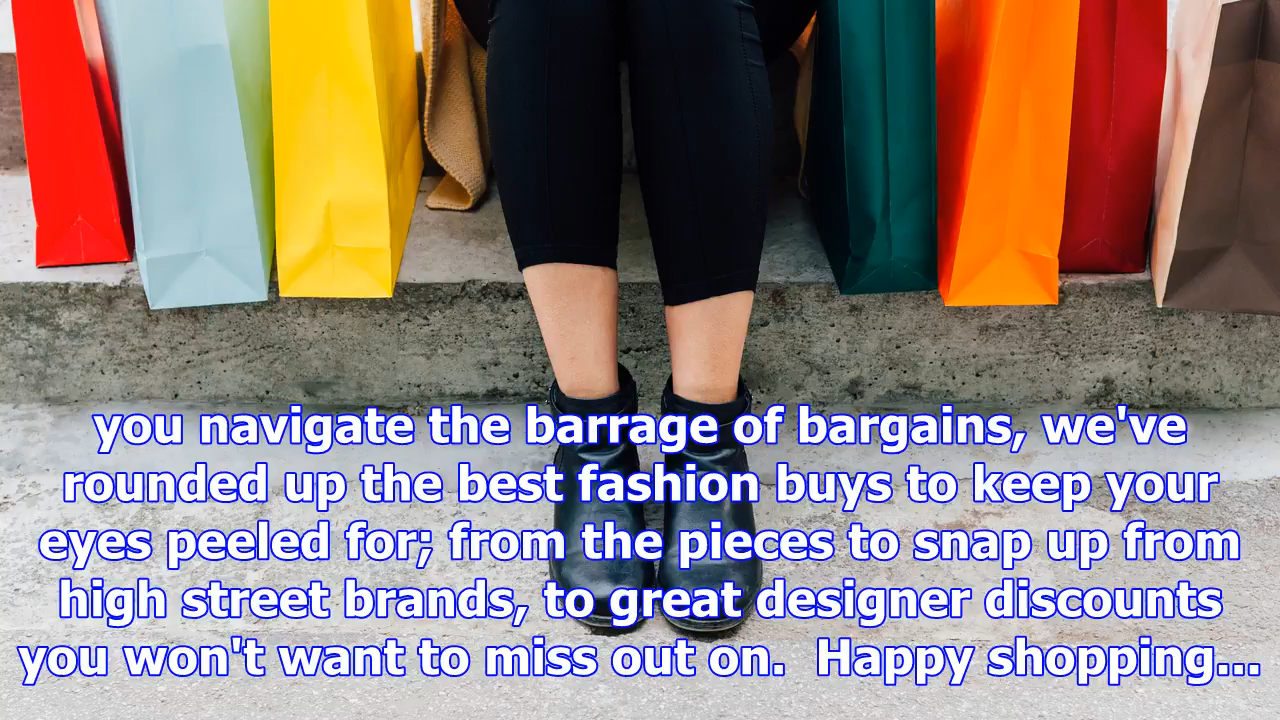 you navigate the barrage of bargains, we've
rounded up the best fashion buys to keep your
eyes peeled for; from the pieces to snap up from
high street brands, to great designer discounts
you won't want to miss out on.  Happy shopping...